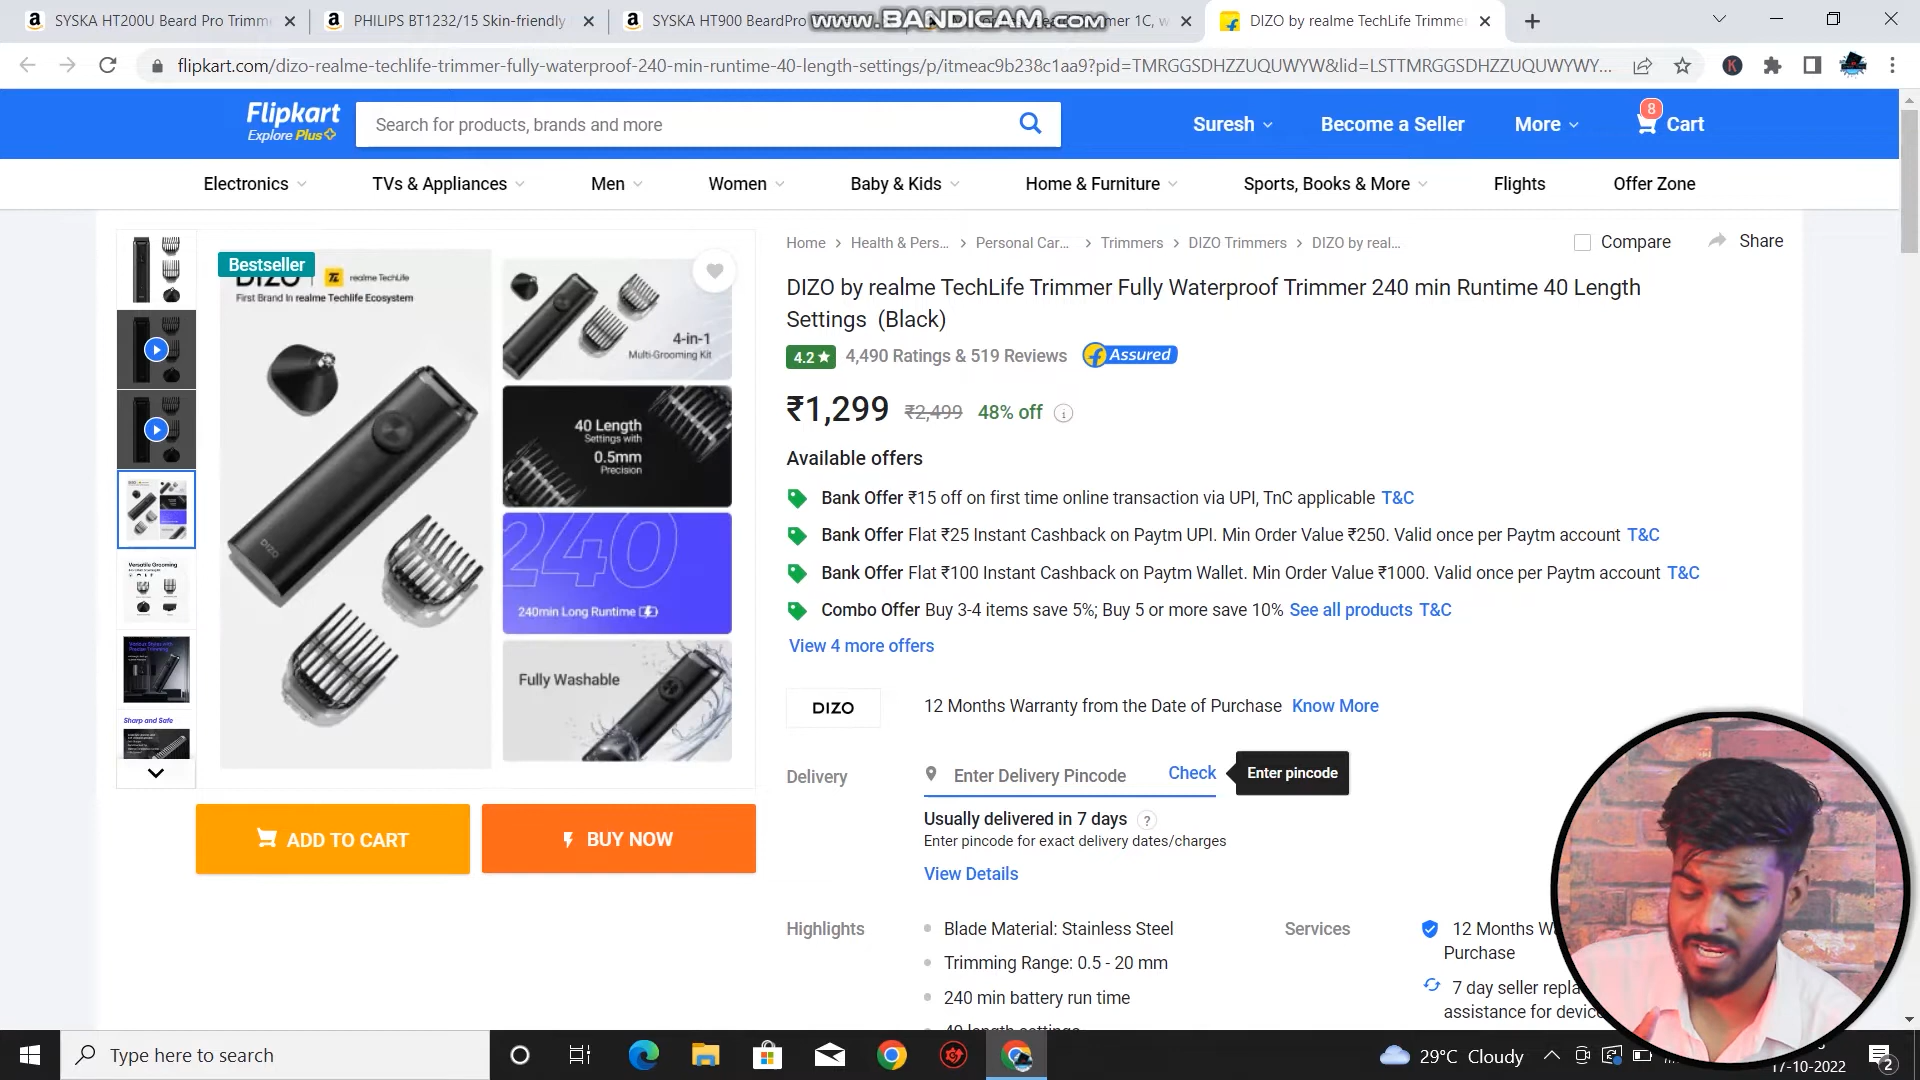 SYSKA HT200U Beard Pro Trimme
PHILIPS BT1232/15 Skin-friendly
SYSKA HT900 BeardPro
mer 1C, w
DIZO by realme TechLife Trimmer
www.BANDICAM.com
flipkart.com/dizo-realme-techlife-trimmer-fully-waterproof-240-min-runtime-40-length-settings/p/itmeac9b238c1aa9?pid=TMRGGSDHZZUQUWYW&lid=LSTTMRGGSDHZZUQUWYWY...
K
Flipkart
Explore Plus
Search for products, brands and more
Suresh
Become a Seller
More
8
Cart
Electronics
TVs & Appliances
Men
Women
Baby & Kids
Home & Furniture
Sports, Books & More
Flights
Offer Zone
Home
Health & Pers...
Personal Car...
Trimmers
DIZO Trimmers
DIZO by real...
Compare
Share
Bestseller
DIZO
TL
realme TechLife
First Brand In realme Techlife Ecosystem
4-in-1
Multi-Grooming Kit
40 Length
Settings with
0.5mm
Precision
240
240min Long Runtime
Fully Washable
DIZO
Versatile Grooming
Sharp and Safe
DIZO by realme TechLife Trimmer Fully Waterproof Trimmer 240 min Runtime 40 Length
Settings (Black)
4.2★
4,490 Ratings & 519 Reviews
Assured
₹1,299
₹2,499
48% off
Available offers
Bank Offer ₹15 off on first time online transaction via UPI, TnC applicable T&C
Bank Offer Flat ₹25 Instant Cashback on Paytm UPI. Min Order Value ₹250. Valid once per Paytm account T&C
Bank Offer Flat ₹100 Instant Cashback on Paytm Wallet. Min Order Value ₹1000. Valid once per Paytm account T&C
Combo Offer Buy 3-4 items save 5%; Buy 5 or more save 10% See all products T&C
View 4 more offers
DIZO
12 Months Warranty from the Date of Purchase Know More
Delivery
Enter Delivery Pincode
Check
Enter pincode
Usually delivered in 7 days ?
Enter pincode for exact delivery dates/charges
View Details
ADD TO CART
BUY NOW
Highlights
Blade Material: Stainless Steel
Trimming Range: 0.5 - 20 mm
240 min battery run time
40 length settings
Services
12 Months W
Purchase
7 day seller repla
assistance for device
Type here to search
29°C Cloudy
17-10-2022
2